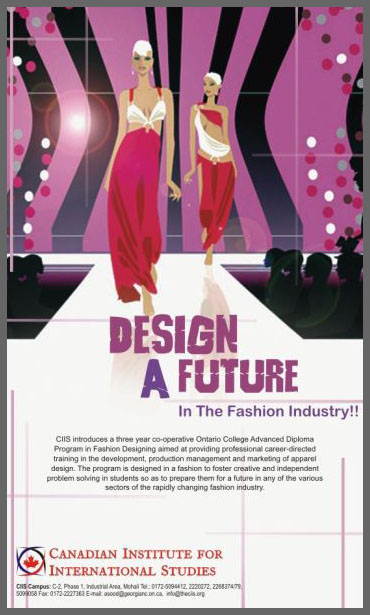 DESIGN
A FUTURE
In The Fashion Industry!!
CIIS introduces a three year co-operative Ontario College Advanced Diploma
Program in Fashion Designing aimed at providing professional career-directed
training in the development, production management and marketing of apparel
design. The program is designed in a fashion to foster creative and independent
problem solving in students so as to prepare them for a future in any of the various
sectors of the rapidly changing fashion industry.
CANADIAN INSTITUTE FOR
INTERNATIONAL STUDIES
CIIS Campus: C-2, Phase 1, Industrial Area, Mohali Tel.: 0172-5094412, 2220272, 2268374/79,
5099058 Fax: 0172-2227363 E-mail: asood@georgianc.on.ca, info@theciis.org